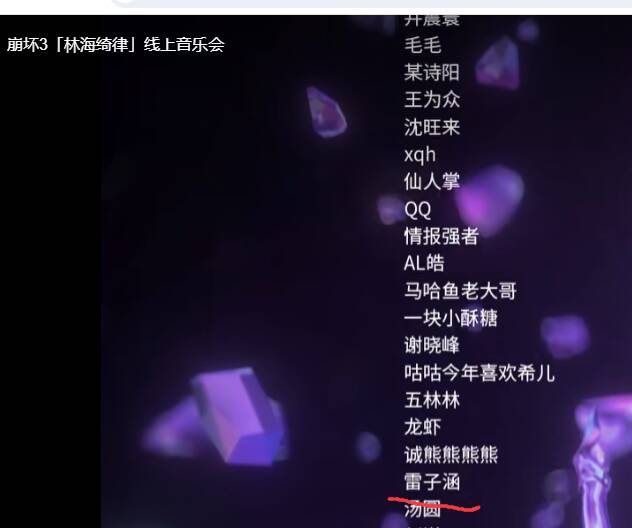 崩坏3「林海绮律」线上音乐会
毛毛
某诗阳
王为众
沈旺来
xqh
仙人掌
QQ
情报强者
AL皓
马哈鱼老大哥
一块小酥糖
谢晓峰
咕咕今年喜欢希儿
五林林
龙虾
诚熊熊熊熊
雷子涵
汤圆